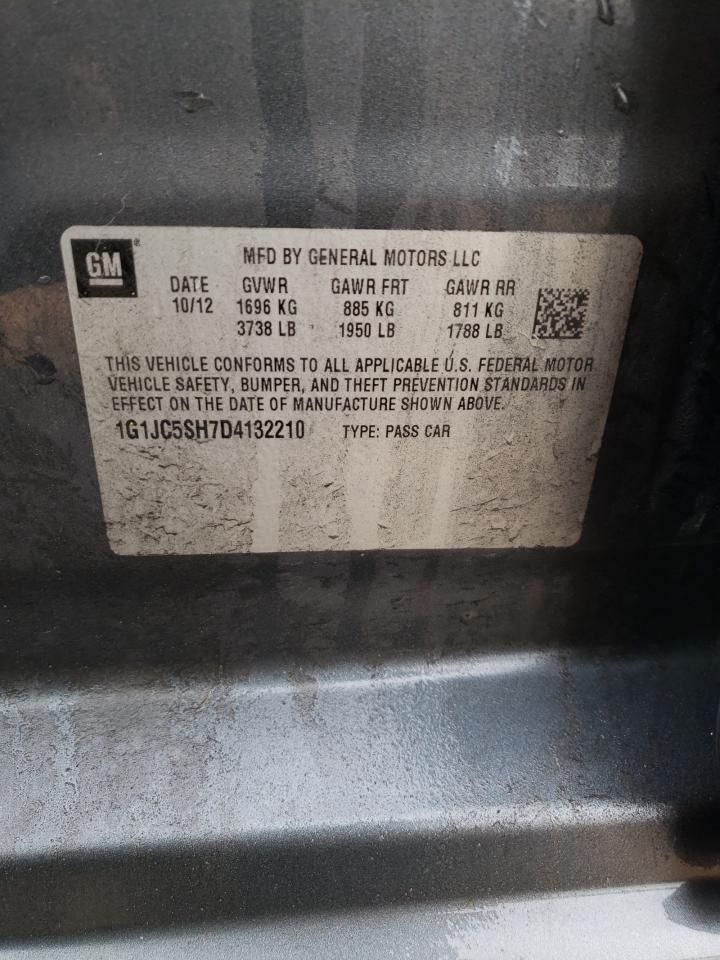 GM
MFD BY GENERAL MOTORS LLC
DATE GVWR GAWR FRT GAWR RR
10/12 1696 KG 885 KG 811 KG
3738 LB 1950 LB 1788 LB
THIS VEHICLE CONFORMS TO ALL APPLICABLE U.S. FEDERAL MOTOR
VEHICLE SAFETY, BUMPER, AND THEFT PREVENTION STANDARDS IN
EFFECT ON THE DATE OF MANUFACTURE SHOWN ABOVE.
1G1JC5SH7D4132210 TYPE: PASS CAR